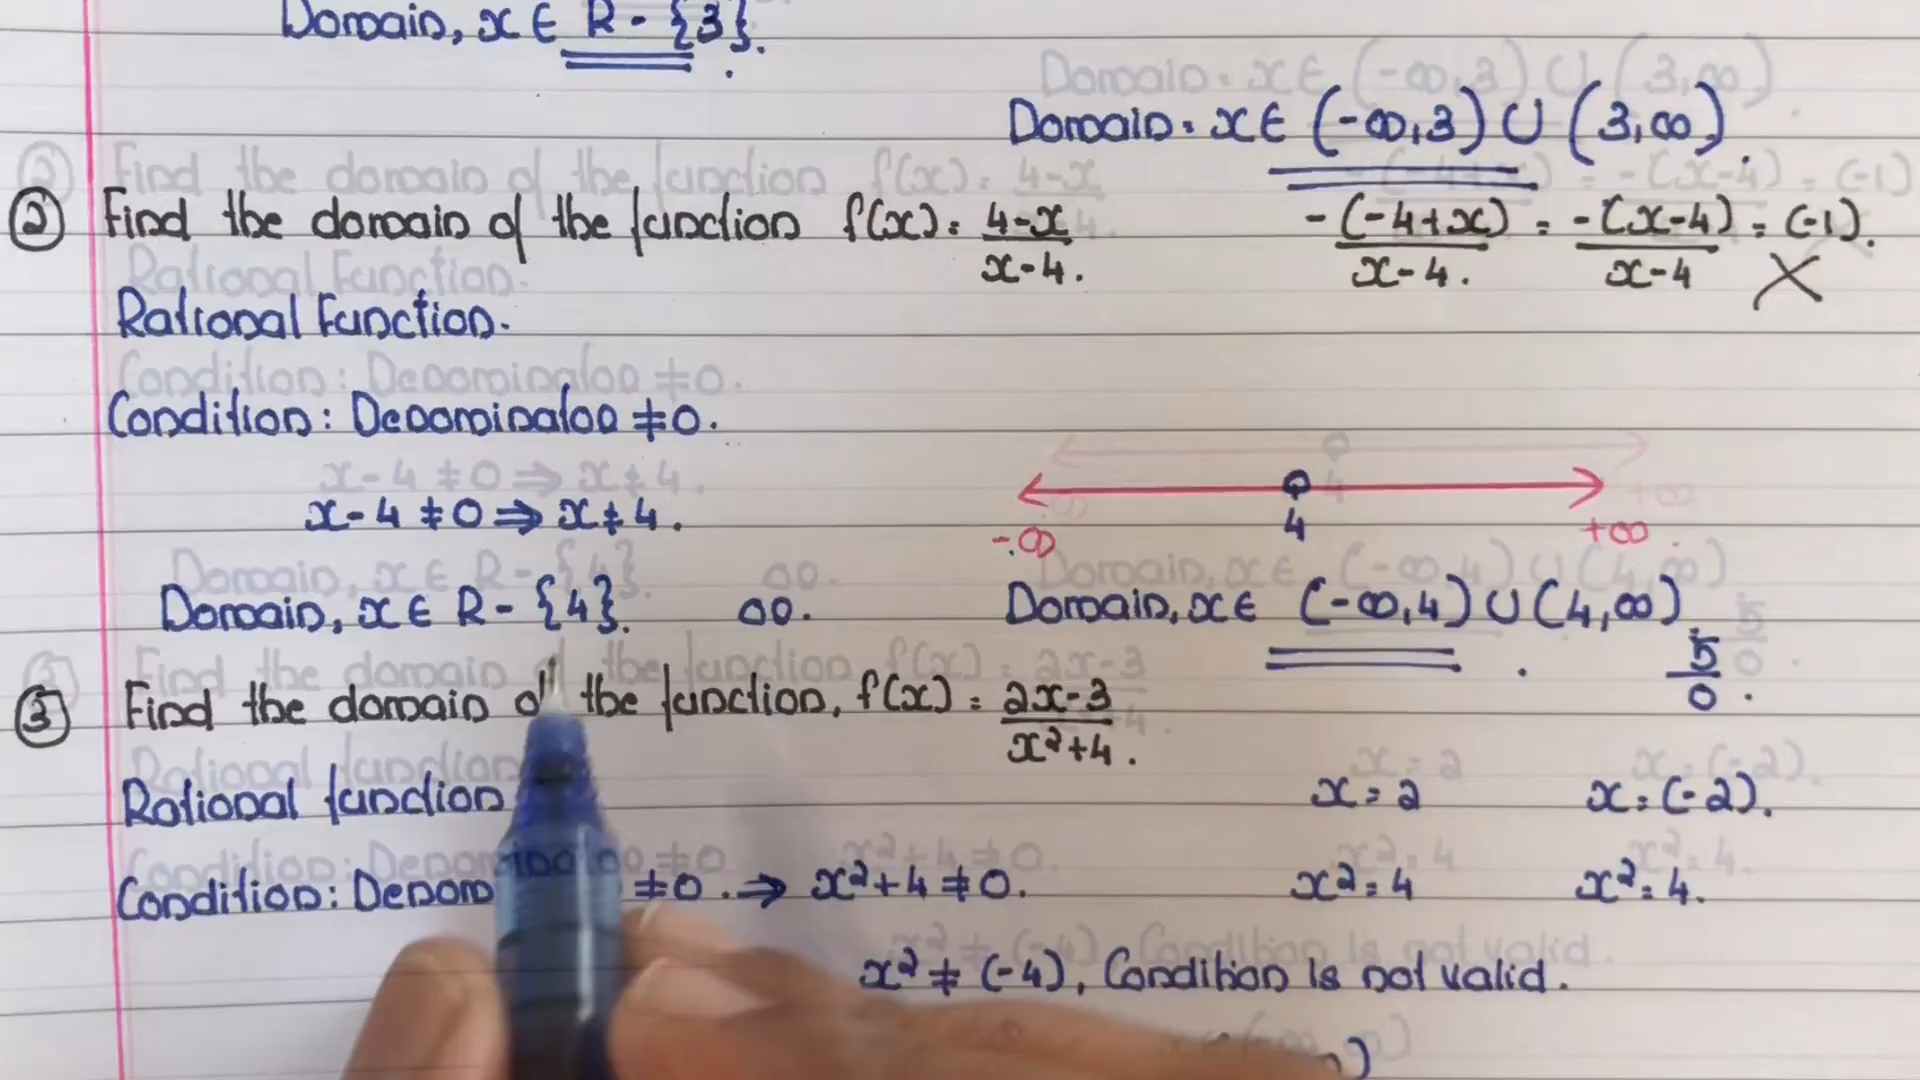 Domain, x ∈ R - {3}.
Domain = x ∈ (-∞,3) ∪ (3,∞).
② Find the domain of the function f(x) = (4-x)/(x-4).
-(-4+x)/(x-4) = -(x-4)/(x-4) = (-1).
Rational Function.
Condition: Denominator ≠ 0.
x-4 ≠ 0 ⇒ x ≠ 4.
-∞ 4 +∞
Domain, x ∈ R - {4}. or.
Domain, x ∈ (-∞,4) ∪ (4,∞).
5/0.
③ Find the domain of the function, f(x) = (2x-3)/(x²+4).
Rational function
x = 2 x = (-2).
Condition: ≠ 0. ⇒ x²+4 ≠ 0.
x² = 4 x² = 4.
x² ≠ (-4), Condition is not valid.